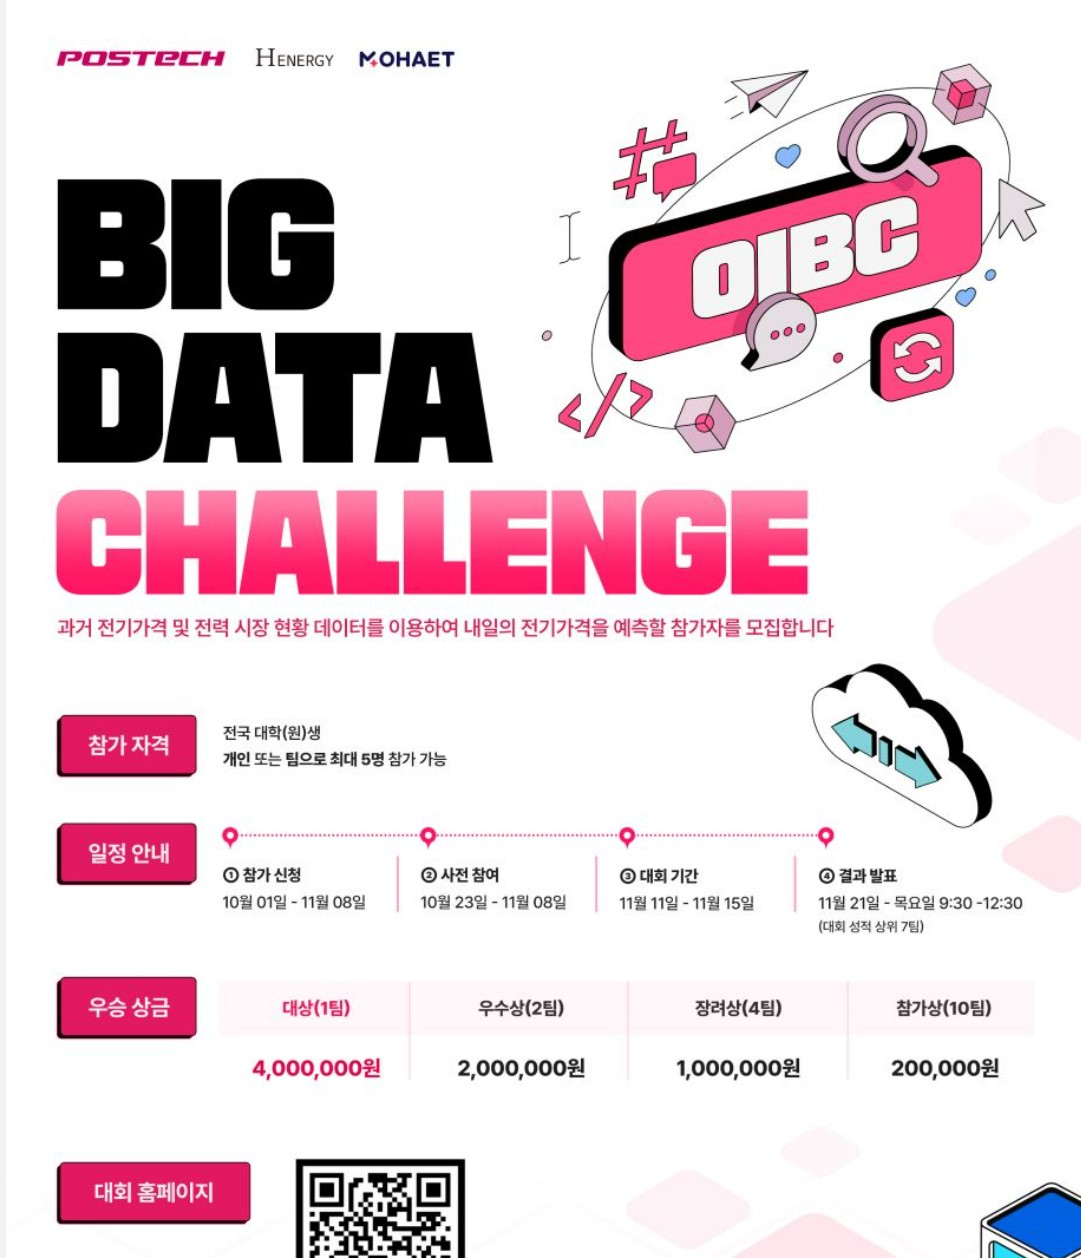 POSTECH HENERGY MOHAET
OIBC
BIG
DATA
CHALLENGE
과거 전기가격 및 전력 시장 현황 데이터를 이용하여 내일의 전기가격을 예측할 참가자를 모집합니다
참가 자격
전국 대학(원)생
개인 또는 팀으로 최대 5명 참가 가능
일정 안내
① 참가 신청
10월 01일 - 11월 08일
② 사전 참여
10월 23일 - 11월 08일
③ 대회 기간
11월 11일 - 11월 15일
④ 결과 발표
11월 21일 - 목요일 9:30 -12:30
(대회 성적 상위 7팀)
우승 상금
대상(1팀) 우수상(2팀) 장려상(4팀) 참가상(10팀)
4,000,000원 2,000,000원 1,000,000원 200,000원
대회 홈페이지